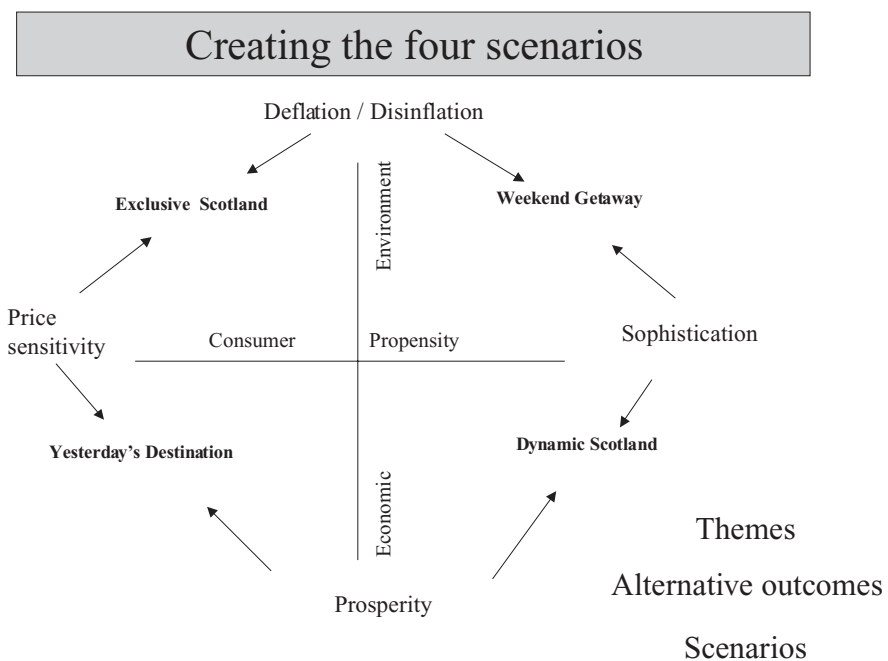 Creating the four scenarios
Deflation / Disinflation
Exclusive Scotland
Weekend Getaway
Environment
Price
sensitivity
Consumer
Propensity
Sophistication
Yesterday’s Destination
Dynamic Scotland
Economic
Prosperity
Themes
Alternative outcomes
Scenarios